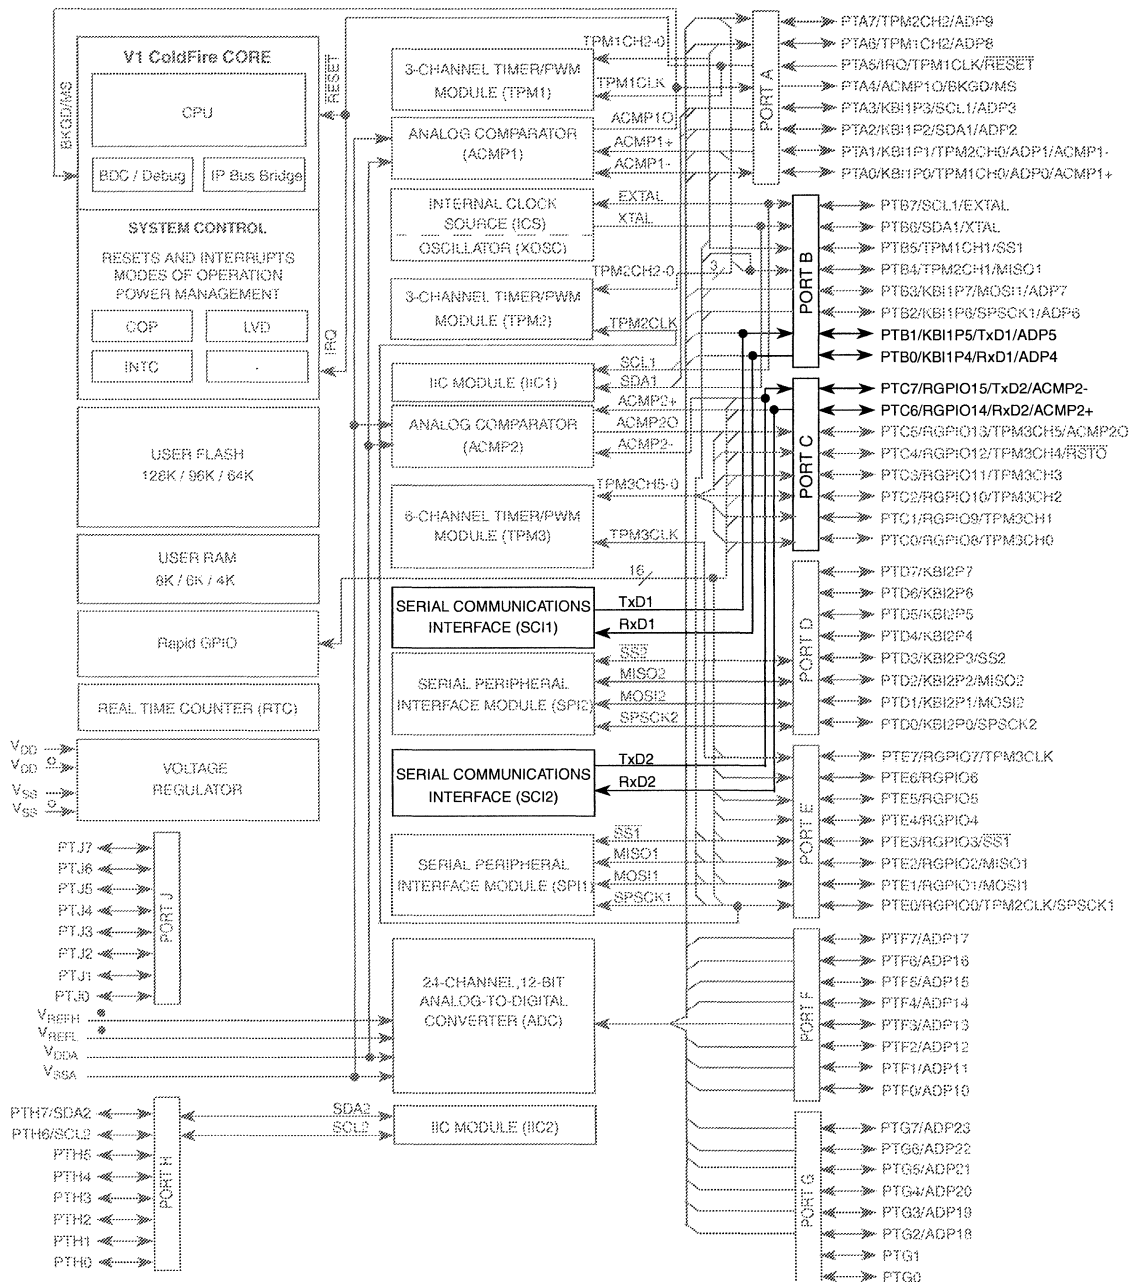 V1 ColdFire CORE
CPU
BDC / Debug
IP Bus Bridge
SYSTEM CONTROL
RESETS AND INTERRUPTS
MODES OF OPERATION
POWER MANAGEMENT
COP
LVD
INTC
-
BKGD/MS
RESET
IRQ
USER FLASH
128K / 96K / 64K
USER RAM
8K / 6K / 4K
Rapid GPIO
REAL TIME COUNTER (RTC)
VOLTAGE
REGULATOR
VDD
VDD
VSS
VSS
PTJ7
PTJ6
PTJ5
PTJ4
PTJ3
PTJ2
PTJ1
PTJ0
PORT J
VREFH
VREFL
VDDA
VSSA
PTH7/SDA2
PTH6/SCL2
PTH5
PTH4
PTH3
PTH2
PTH1
PTH0
PORT H
SDA2
SCL2
3-CHANNEL TIMER/PWM
MODULE (TPM1)
TPM1CH2-0
TPM1CLK
ANALOG COMPARATOR
(ACMP1)
ACMP1O
ACMP1+
ACMP1-
INTERNAL CLOCK
SOURCE (ICS)
OSCILLATOR (XOSC)
EXTAL
XTAL
3-CHANNEL TIMER/PWM
MODULE (TPM2)
TPM2CH2-0
3
TPM2CLK
IIC MODULE (IIC1)
SCL1
SDA1
ANALOG COMPARATOR
(ACMP2)
ACMP2+
ACMP2O
ACMP2-
6-CHANNEL TIMER/PWM
MODULE (TPM3)
TPM3CH5-0
TPM3CLK
16
SERIAL COMMUNICATIONS
INTERFACE (SCI1)
TxD1
RxD1
SERIAL PERIPHERAL
INTERFACE MODULE (SPI2)
SS2
MISO2
MOSI2
SPSCK2
SERIAL COMMUNICATIONS
INTERFACE (SCI2)
TxD2
RxD2
SERIAL PERIPHERAL
INTERFACE MODULE (SPI1)
SS1
MISO1
MOSI1
SPSCK1
24-CHANNEL,12-BIT
ANALOG-TO-DIGITAL
CONVERTER (ADC)
IIC MODULE (IIC2)
PORT A
PTA7/TPM2CH2/ADP9
PTA6/TPM1CH2/ADP8
PTA5/IRQ/TPM1CLK/RESET
PTA4/ACMP1O/BKGD/MS
PTA3/KBI1P3/SCL1/ADP3
PTA2/KBI1P2/SDA1/ADP2
PTA1/KBI1P1/TPM2CH0/ADP1/ACMP1-
PTA0/KBI1P0/TPM1CH0/ADP0/ACMP1+
PORT B
PTB7/SCL1/EXTAL
PTB6/SDA1/XTAL
PTB5/TPM1CH1/SS1
PTB4/TPM2CH1/MISO1
PTB3/KBI1P7/MOSI1/ADP7
PTB2/KBI1P6/SPSCK1/ADP6
PTB1/KBI1P5/TxD1/ADP5
PTB0/KBI1P4/RxD1/ADP4
PORT C
PTC7/RGPIO15/TxD2/ACMP2-
PTC6/RGPIO14/RxD2/ACMP2+
PTC5/RGPIO13/TPM3CH5/ACMP2O
PTC4/RGPIO12/TPM3CH4/RSTO
PTC3/RGPIO11/TPM3CH3
PTC2/RGPIO10/TPM3CH2
PTC1/RGPIO9/TPM3CH1
PTC0/RGPIO8/TPM3CH0
PORT D
PTD7/KBI2P7
PTD6/KBI2P6
PTD5/KBI2P5
PTD4/KBI2P4
PTD3/KBI2P3/SS2
PTD2/KBI2P2/MISO2
PTD1/KBI2P1/MOSI2
PTD0/KBI2P0/SPSCK2
PORT E
PTE7/RGPIO7/TPM3CLK
PTE6/RGPIO6
PTE5/RGPIO5
PTE4/RGPIO4
PTE3/RGPIO3/SS1
PTE2/RGPIO2/MISO1
PTE1/RGPIO1/MOSI1
PTE0/RGPIO0/TPM2CLK/SPSCK1
PORT F
PTF7/ADP17
PTF6/ADP16
PTF5/ADP15
PTF4/ADP14
PTF3/ADP13
PTF2/ADP12
PTF1/ADP11
PTF0/ADP10
PORT G
PTG7/ADP23
PTG6/ADP22
PTG5/ADP21
PTG4/ADP20
PTG3/ADP19
PTG2/ADP18
PTG1
PTG0